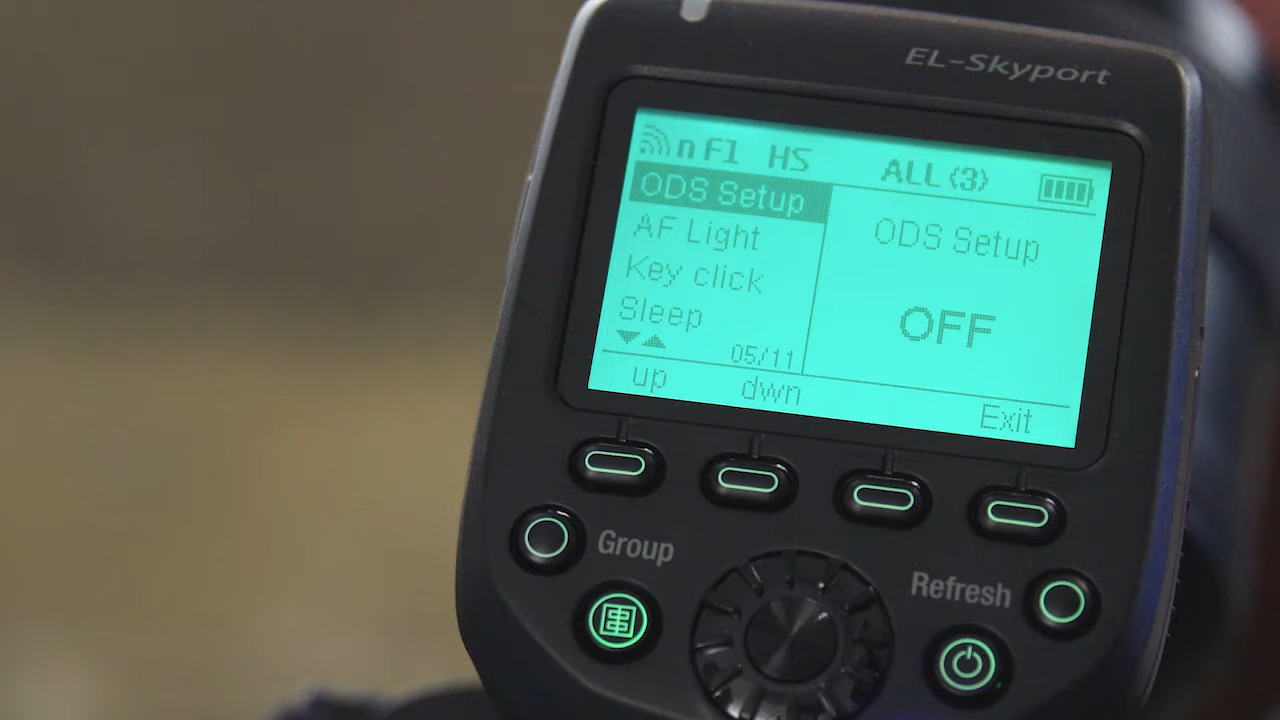 EL-Skyport
n F1 HS ALL (3)
ODS Setup
AF Light
Key click
Sleep
05/11
ODS Setup
OFF
up dwn Exit
Group
Refresh